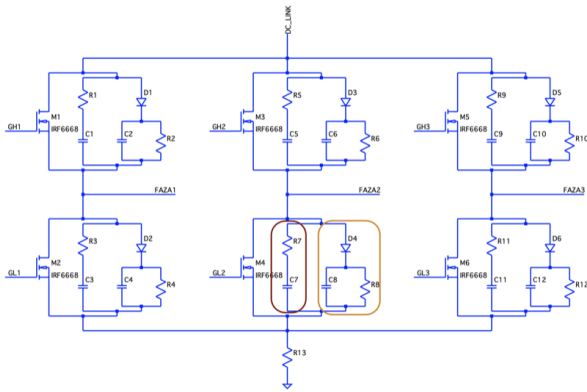 DC_LINK
R1 D1 R5 D3 R9 D5
GH1 M1 IRF6668 C1 C2 R2
GH2 M3 IRF6668 C5 C6 R6
GH3 M5 IRF6668 C9 C10 R10
FAZA1 FAZA2 FAZA3
R3 D2 R7 D4 R11 D6
GL1 M2 IRF6668 C3 C4 R4
GL2 M4 IRF6668 C7 C8 R8
GL3 M6 IRF6668 C11 C12 R12
R13